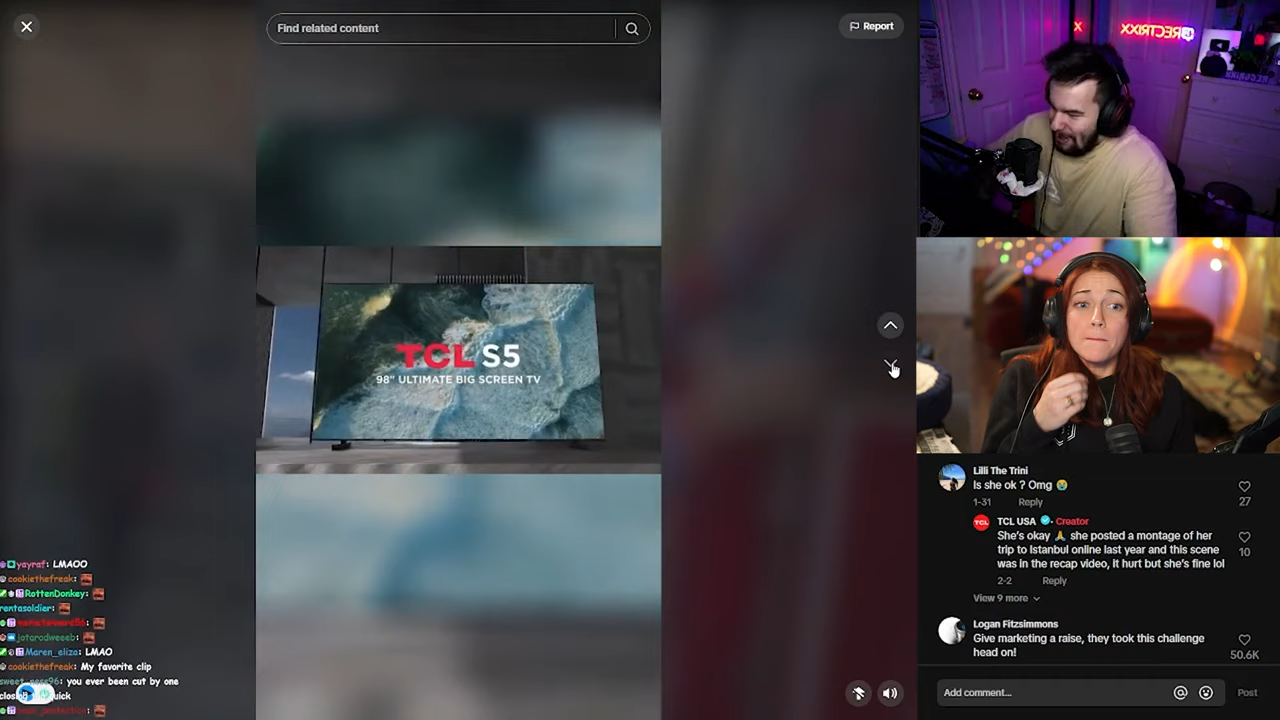 Find related content
Report
TCL S5
98" ULTIMATE BIG SCREEN TV
yayraf: LMAOO
cookiethefreak:
RottenDonkey:
rentasoldier:
jotarodweeeb:
Maren_eliza: LMAO
cookiethefreak: My favorite clip
sweet_ness96: you ever been cut by one
RECTRIXX
Lilli The Trini
Is she ok ? Omg 😭
27
1-31 Reply
TCL
TCL USA · Creator
She's okay 🙏 she posted a montage of her
trip to Istanbul online last year and this scene
was in the recap video, It hurt but she's fine lol
10
2-2 Reply
View 9 more
Logan Fitzsimmons
Give marketing a raise, they took this challenge
head on!
50.6K
Add comment...
Post